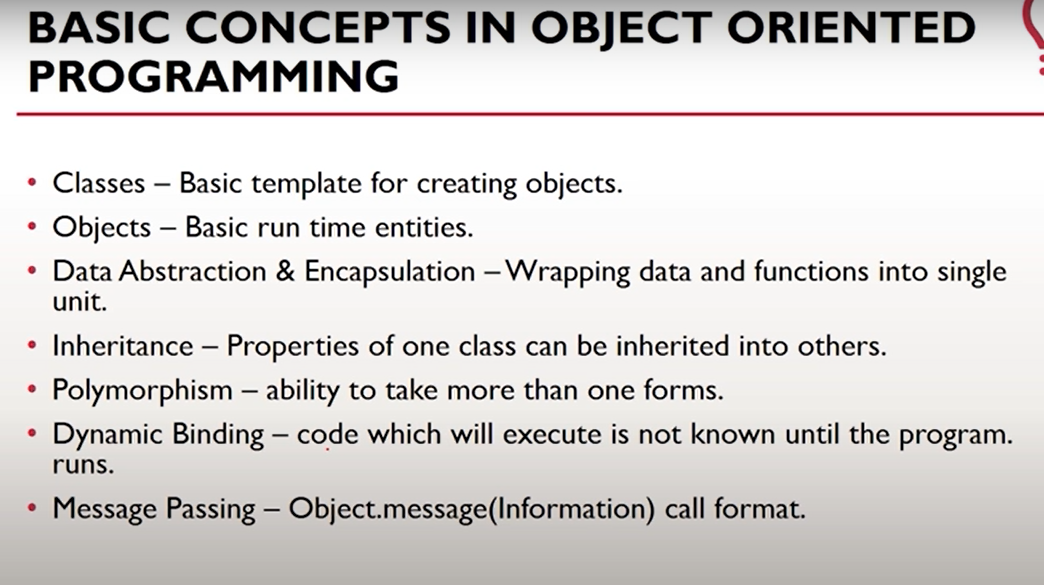 BASIC CONCEPTS IN OBJECT ORIENTED
PROGRAMMING
• Classes – Basic template for creating objects.
• Objects – Basic run time entities.
• Data Abstraction & Encapsulation – Wrapping data and functions into single
unit.
• Inheritance – Properties of one class can be inherited into others.
• Polymorphism – ability to take more than one forms.
• Dynamic Binding – code which will execute is not known until the program.
runs.
• Message Passing – Object.message(Information) call format.